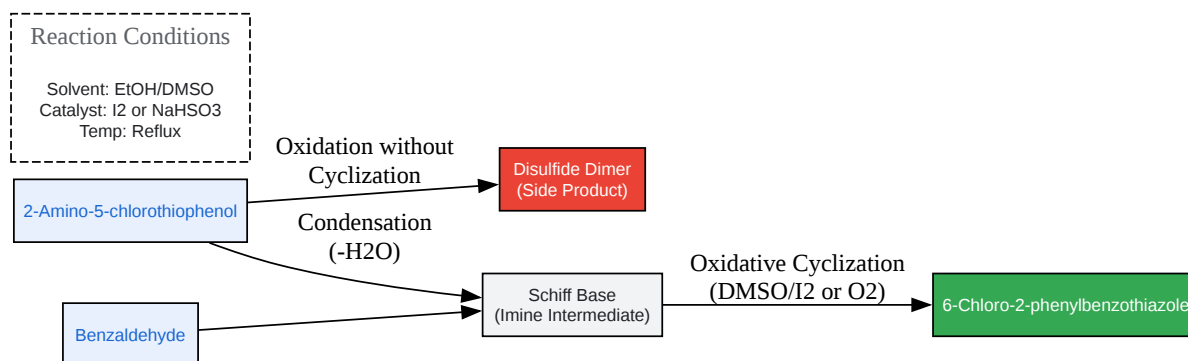 Reaction Conditions
Solvent: EtOH/DMSO
Catalyst: I2 or NaHSO3
Temp: Reflux
Oxidation without
Cyclization
Disulfide Dimer
(Side Product)
2-Amino-5-chlorothiophenol
Condensation
(-H2O)
Oxidative Cyclization
(DMSO/I2 or O2)
Schiff Base
(Imine Intermediate)
6-Chloro-2-phenylbenzothiazole
Benzaldehyde